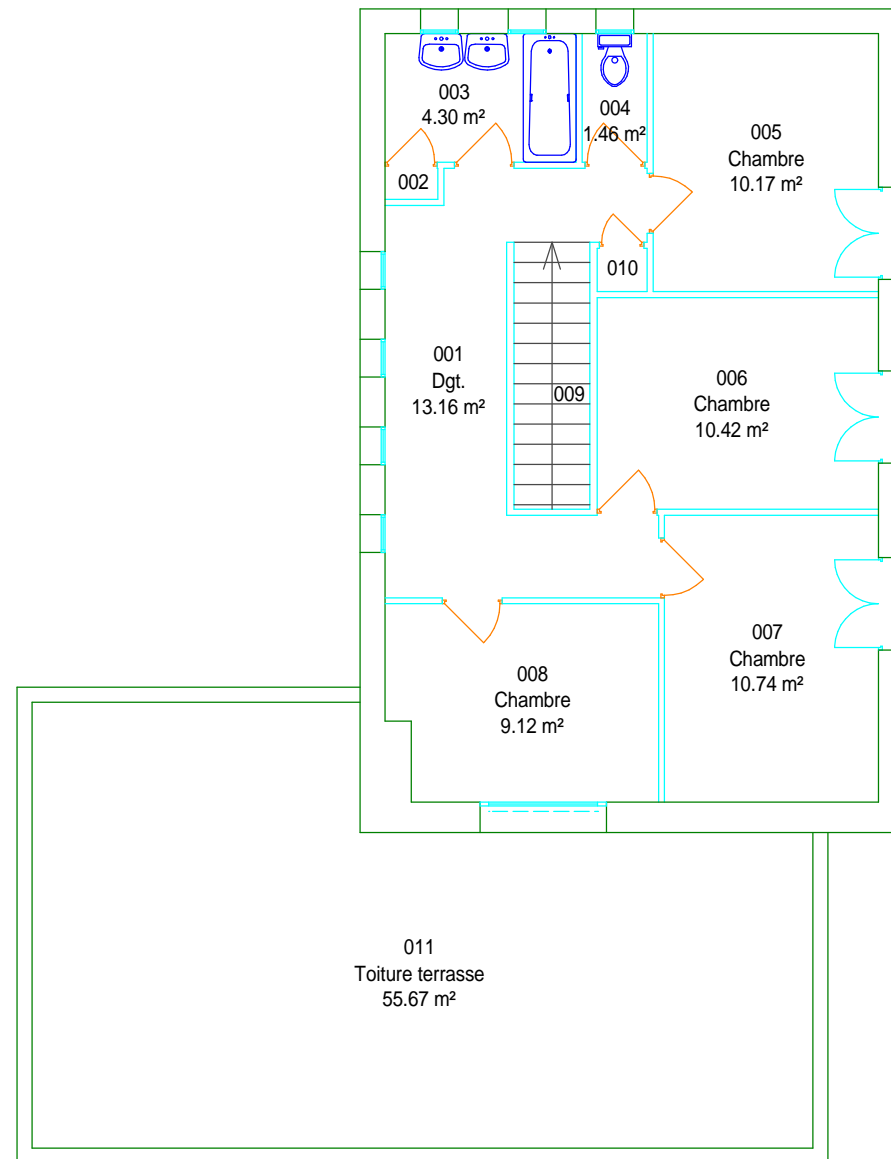 003
4.30 m²
004
1.46 m²
005
Chambre
10.17 m²
002
010
001
Dgt.
13.16 m²
009
006
Chambre
10.42 m²
007
Chambre
10.74 m²
008
Chambre
9.12 m²
011
Toiture terrasse
55.67 m²